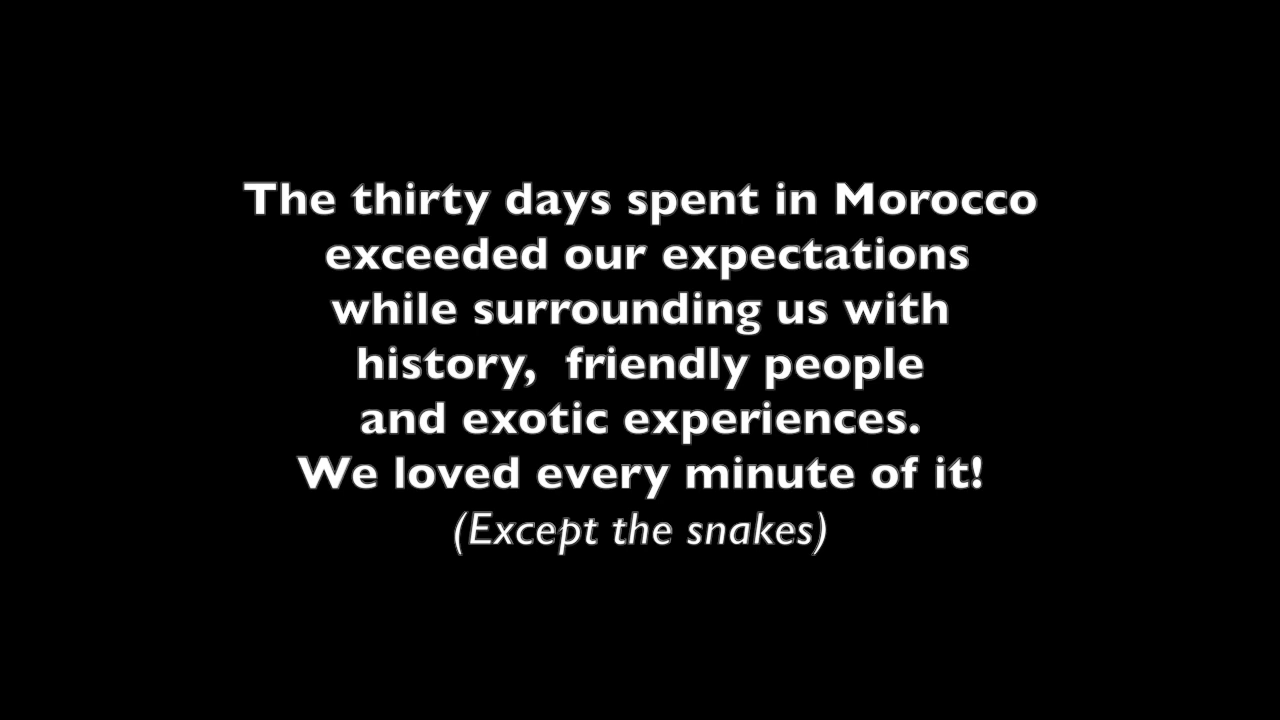 The thirty days spent in Morocco
exceeded our expectations
while surrounding us with
history,  friendly people
and exotic experiences.
We loved every minute of it!
(Except the snakes)